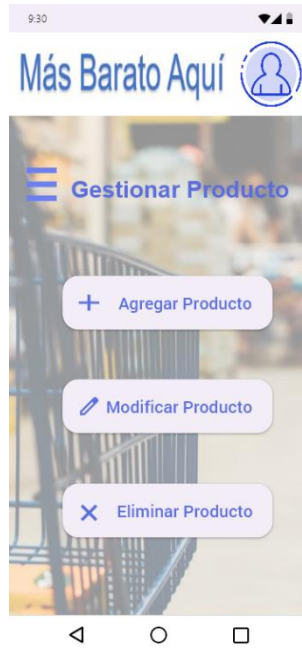 9:30
Más Barato Aquí
Gestionar Producto
Agregar Producto
Modificar Producto
Eliminar Producto